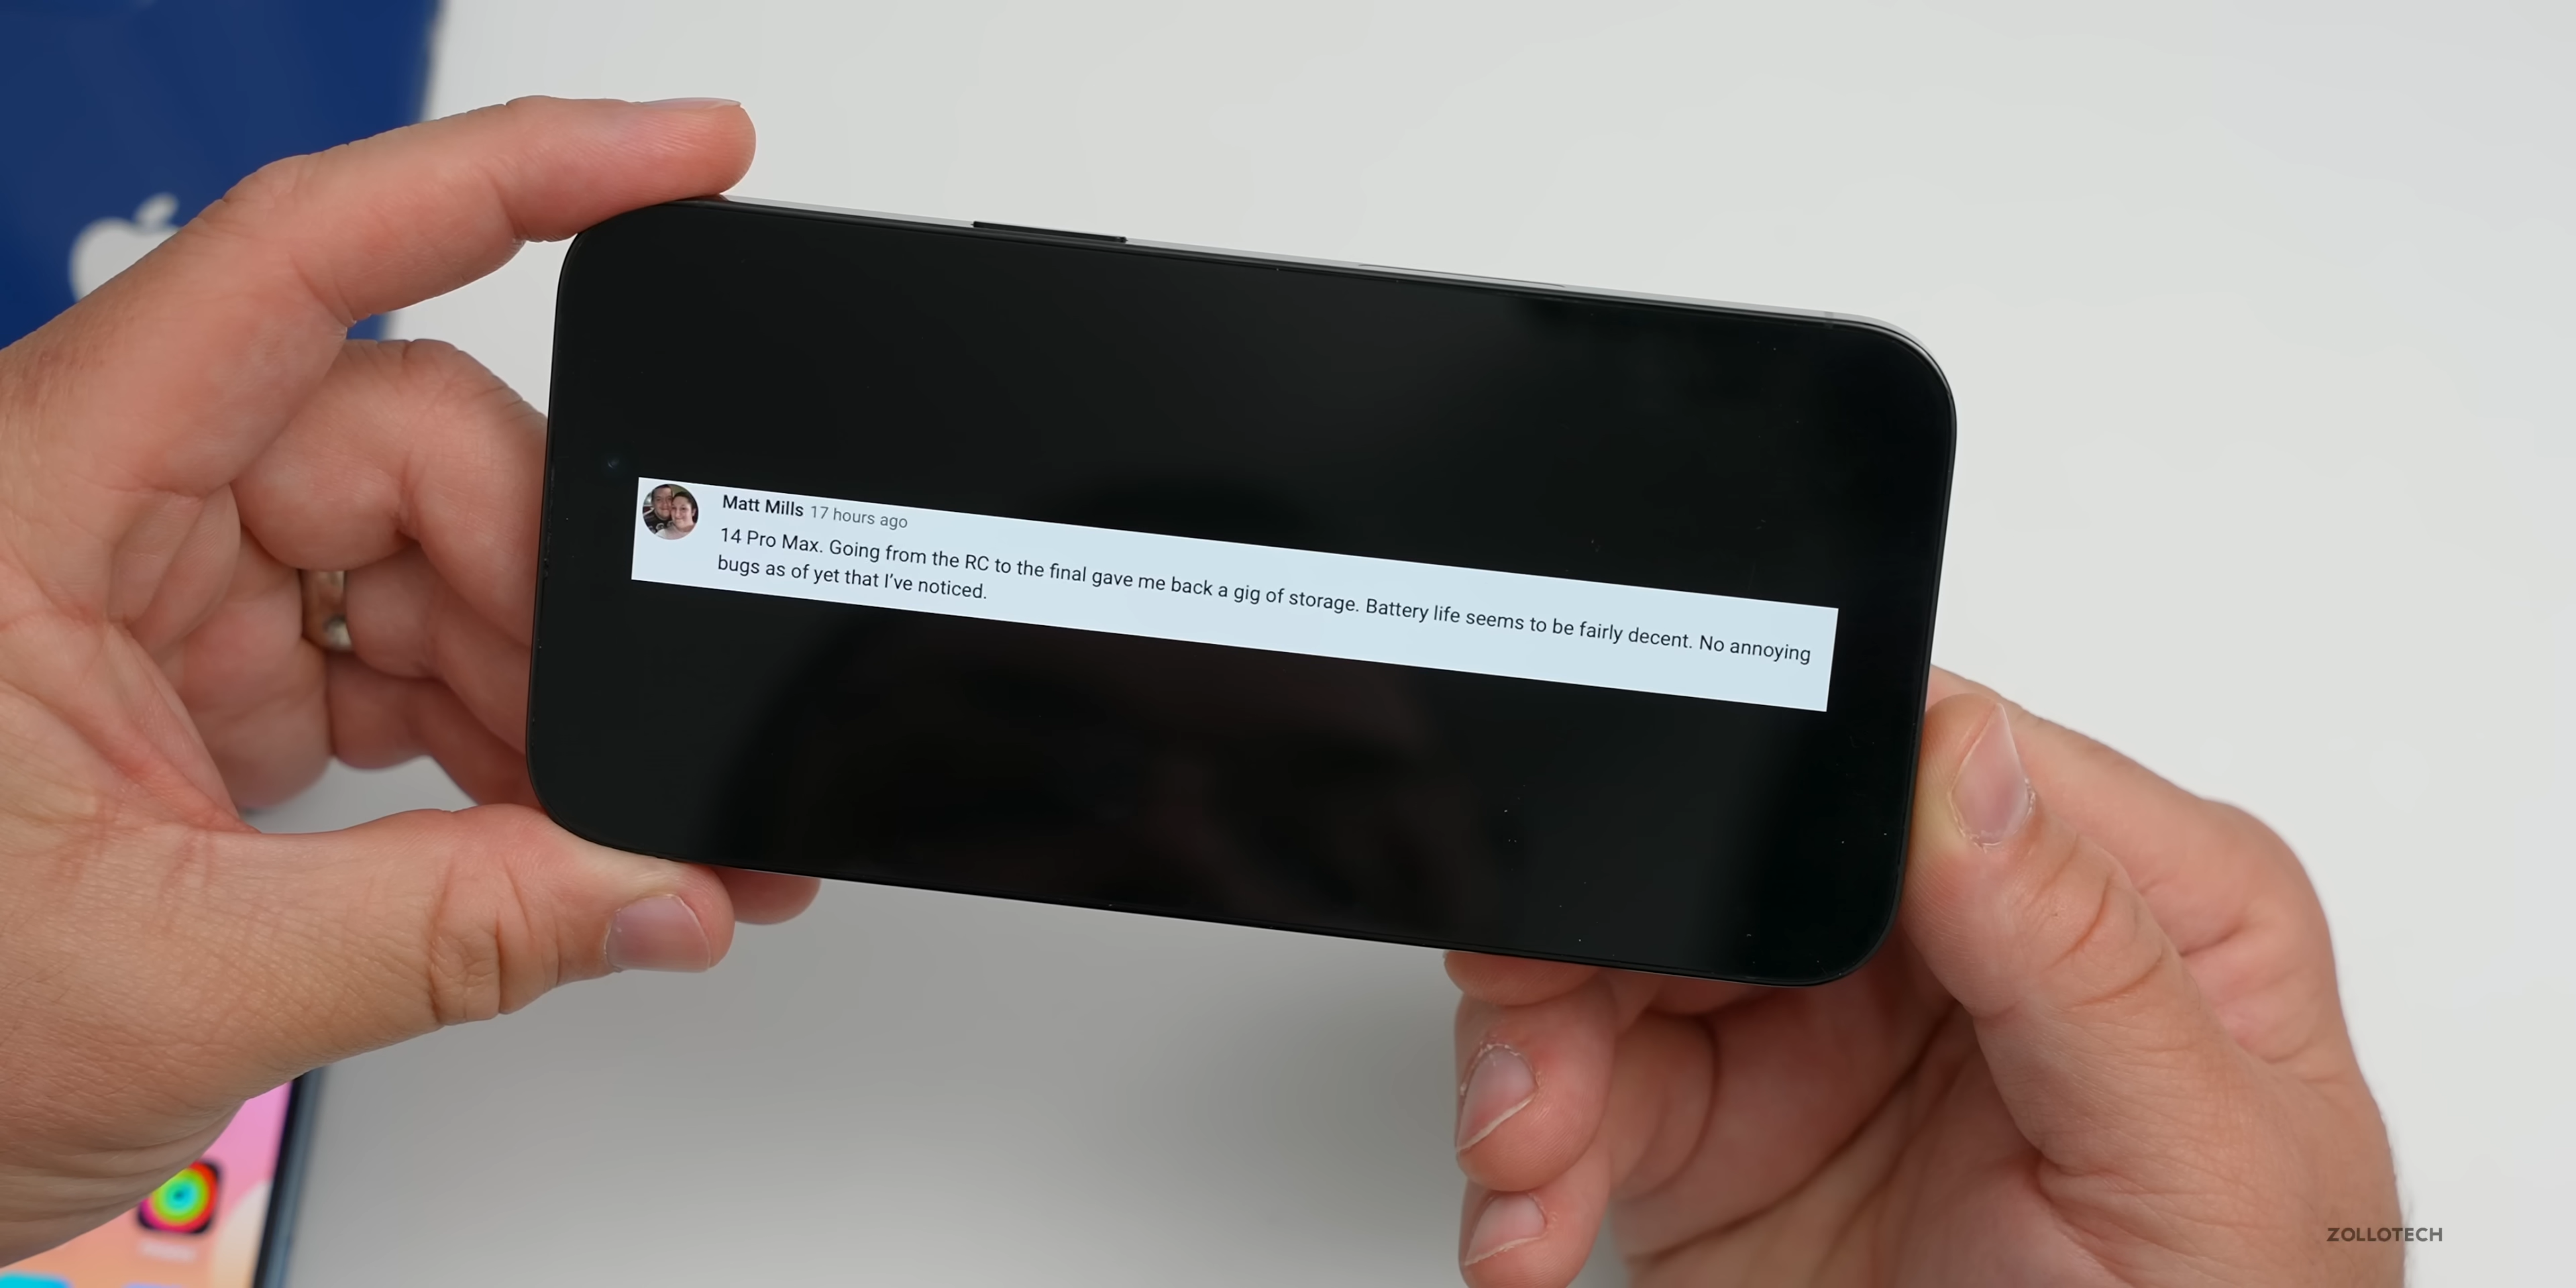 Matt Mills 17 hours ago
14 Pro Max. Going from the RC to the final gave me back a gig of storage. Battery life seems to be fairly decent. No annoying
bugs as of yet that I've noticed.
ZOLLOTECH